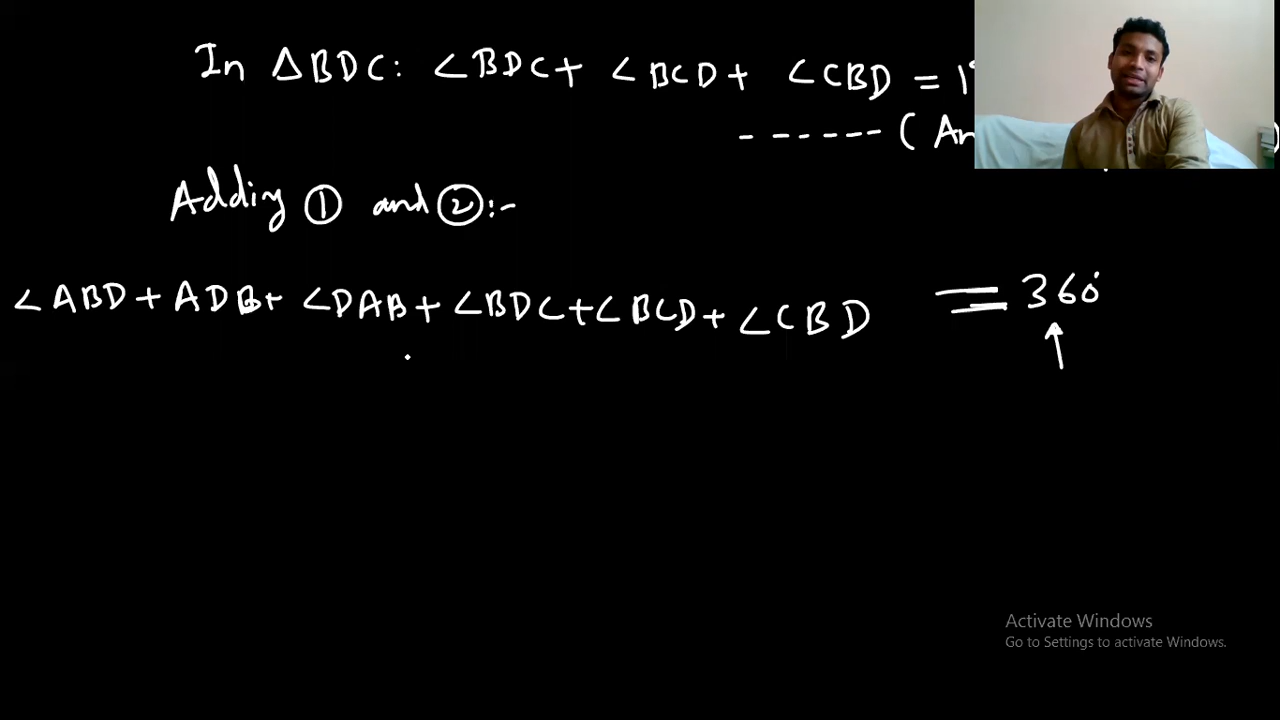 In ΔBDC: ∠BDC+ ∠BCD+ ∠CBD = 1
------ (
Adding ① and ②:-
∠ABD+ADB+ ∠DAB+∠BDC+∠BCD+ ∠CBD = 360°
Activate Windows
Go to Settings to activate Windows.